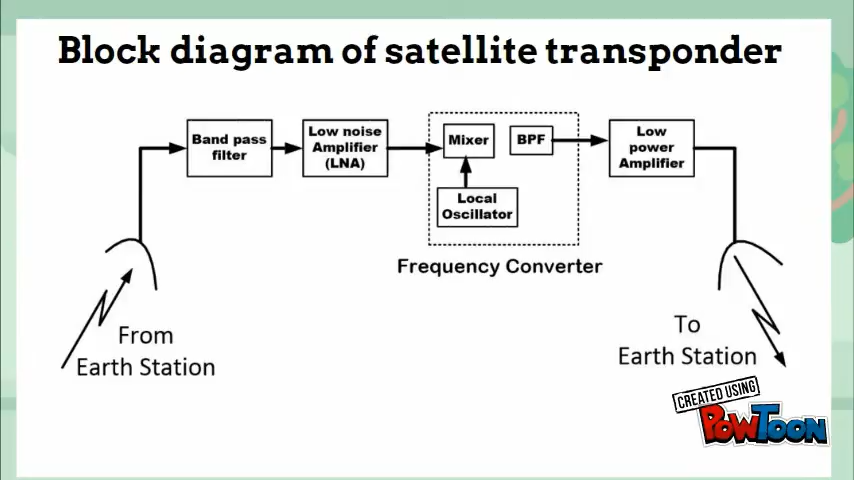 Block diagram of satellite transponder
Band pass
filter
Low noise
Amplifier
(LNA)
Mixer
BPF
Low
power
Amplifier
Local
Oscillator
Frequency Converter
From
Earth Station
To
Earth Station
CREATED USING
POWTOON